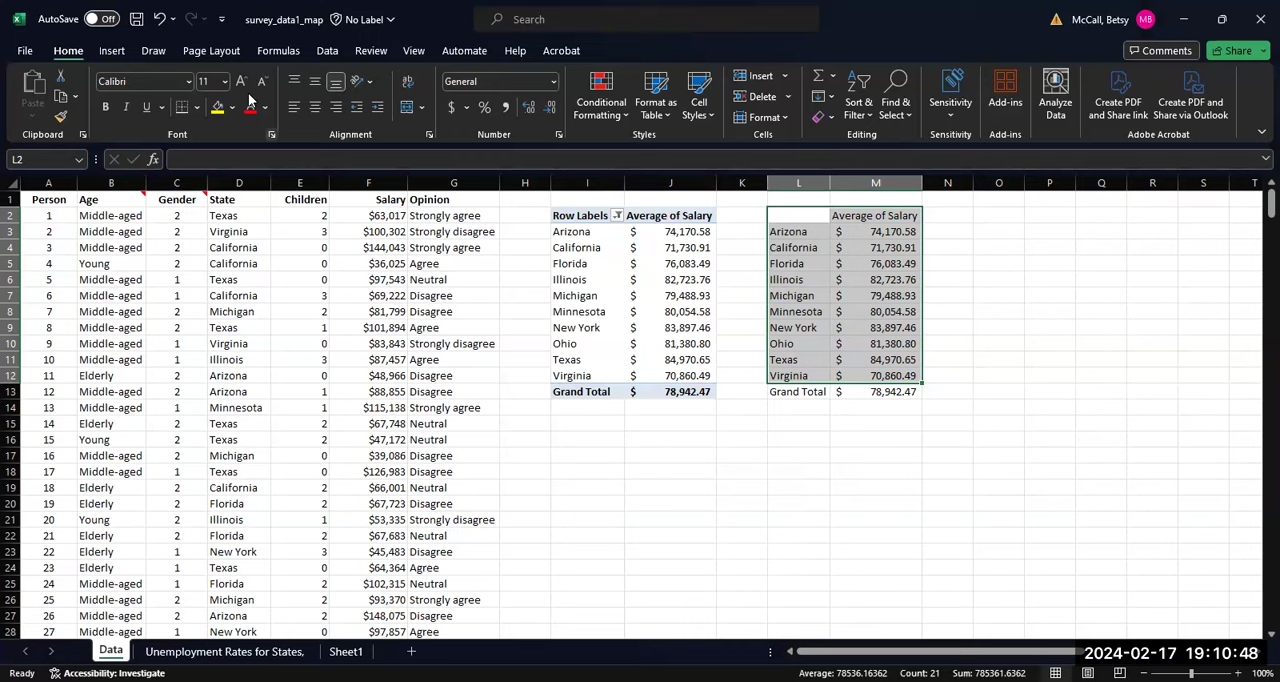 AutoSave Off survey_data1_map No Label Search McCall, Betsy MB
File Home Insert Draw Page Layout Formulas Data Review View Automate Help Acrobat Comments Share
Calibri 11 General Insert
Paste B I U $ % Conditional Formatting Format as Table Cell Styles Delete Sort & Filter Find & Select Sensitivity Add-ins Analyze Data Create PDF and Share link Create PDF and Share via Outlook
Format
Clipboard Font Alignment Number Styles Cells Editing Sensitivity Add-ins Adobe Acrobat
L2 fx
A B C D E F G H I J K L M N O P Q R S T
1 Person Age Gender State Children Salary Opinion
2 1 Middle-aged 2 Texas 2 $63,017 Strongly agree Row Labels Average of Salary Average of Salary
3 2 Middle-aged 2 Virginia 3 $100,302 Strongly disagree Arizona $ 74,170.58 Arizona $ 74,170.58
4 3 Middle-aged 2 California 0 $144,043 Strongly agree California $ 71,730.91 California $ 71,730.91
5 4 Young 2 California 0 $36,025 Agree Florida $ 76,083.49 Florida $ 76,083.49
6 5 Middle-aged 1 Texas 2 $97,543 Neutral Illinois $ 82,723.76 Illinois $ 82,723.76
7 6 Middle-aged 1 California 3 $69,222 Disagree Michigan $ 79,488.93 Michigan $ 79,488.93
8 7 Middle-aged 2 Michigan 2 $81,799 Disagree Minnesota $ 80,054.58 Minnesota $ 80,054.58
9 8 Middle-aged 1 Texas 2 $101,894 Agree New York $ 83,897.46 New York $ 83,897.46
10 9 Middle-aged 1 Virginia 0 $83,843 Strongly disagree Ohio $ 81,380.80 Ohio $ 81,380.80
11 10 Middle-aged 1 Illinois 3 $87,457 Agree Texas $ 84,970.65 Texas $ 84,970.65
12 11 Elderly 2 Arizona 0 $48,966 Disagree Virginia $ 70,860.49 Virginia $ 70,860.49
13 12 Middle-aged 2 Arizona 1 $88,855 Disagree Grand Total $ 78,942.47 Grand Total $ 78,942.47
14 13 Middle-aged 1 Minnesota 0 $115,138 Strongly agree
15 14 Elderly 2 Texas 2 $67,748 Neutral
16 15 Young 2 Texas 2 $47,172 Neutral
17 16 Middle-aged 2 Michigan 0 $39,086 Disagree
18 17 Middle-aged 1 Texas 0 $126,983 Strongly agree
19 18 Elderly 2 California 2 $66,001 Neutral
20 19 Elderly 2 Florida 2 $67,723 Disagree
21 20 Young 2 Illinois 1 $53,335 Strongly disagree
22 21 Elderly 2 Florida 2 $67,683 Neutral
23 22 Elderly 1 New York 3 $45,483 Disagree
24 23 Elderly 1 Texas 0 $64,364 Agree
25 24 Middle-aged 2 Florida 2 $102,315 Neutral
26 25 Middle-aged 2 Michigan 2 $93,370 Strongly agree
27 26 Middle-aged 2 Arizona 2 $148,075 Disagree
28 27 Middle-aged 1 New York 0 $97,857 Agree
Data Unemployment Rates for States, Sheet1 2024-02-17 19:10:48
Ready Accessibility: Investigate Average: 78536.16362 Count: 21 Sum: 785361.6362 100%